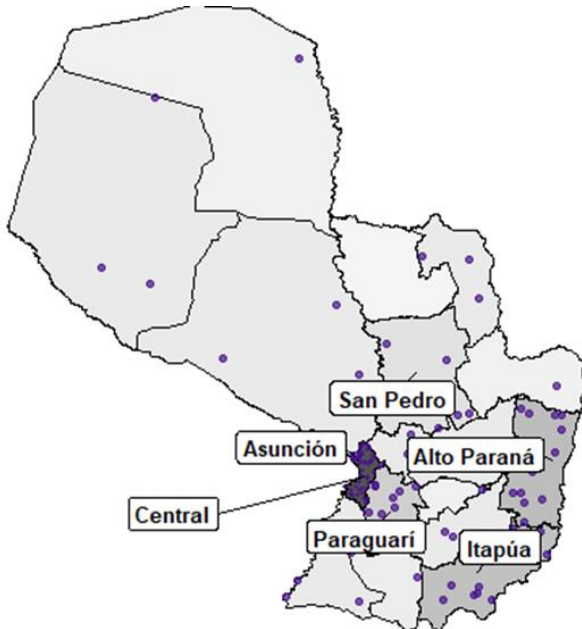 San Pedro
Asunción
Alto Paraná
Central
Paraguarí
Itapúa